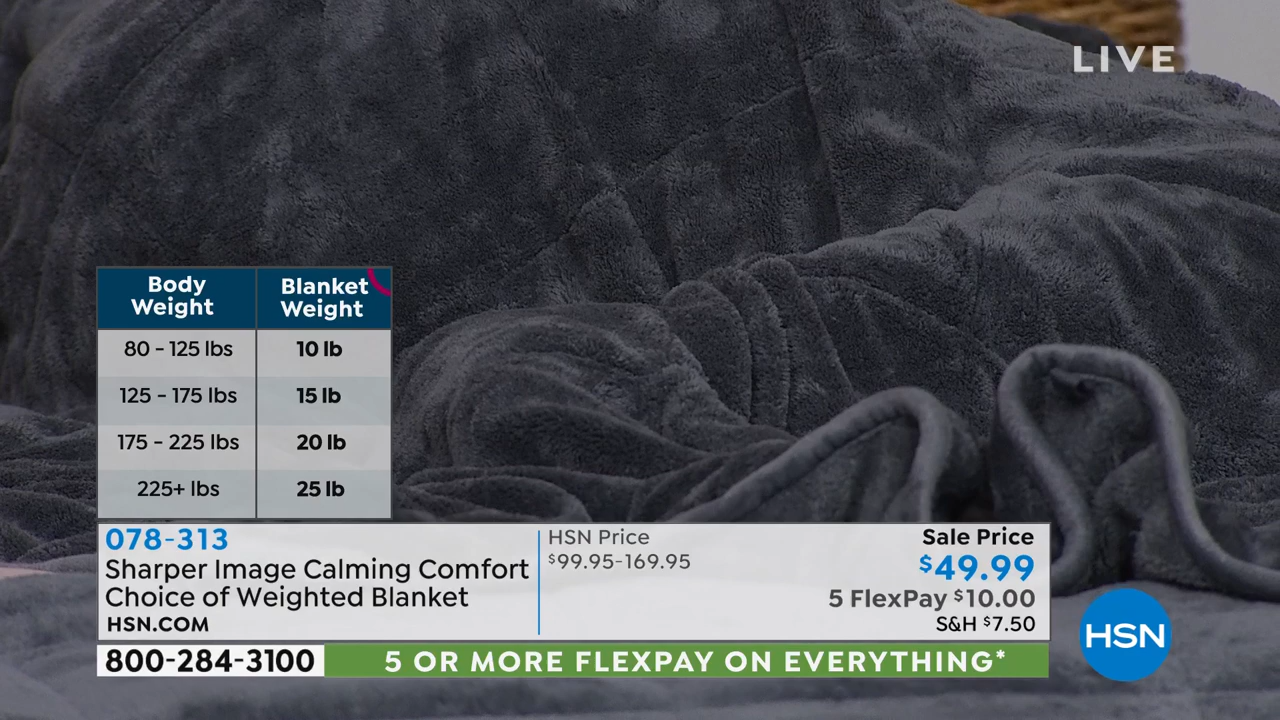 LIVE
Body Weight
Blanket Weight
80 - 125 lbs
10 lb
125 - 175 lbs
15 lb
175 - 225 lbs
20 lb
225+ lbs
25 lb
078-313
Sharper Image Calming Comfort
Choice of Weighted Blanket
HSN.COM
HSN Price
$99.95-169.95
Sale Price
$49.99
5 FlexPay $10.00
S&H $7.50
HSN
800-284-3100
5 OR MORE FLEXPAY ON EVERYTHING*